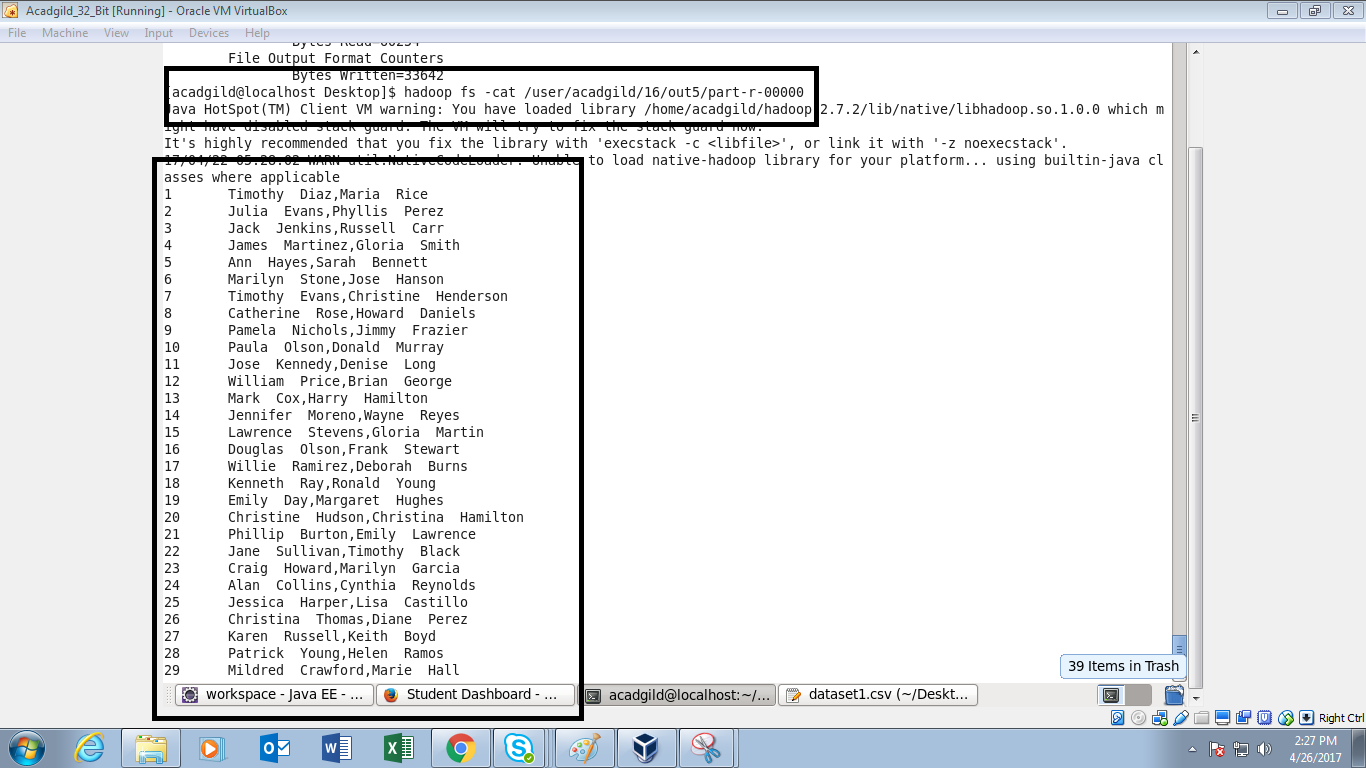 Acadgild_32_Bit [Running] - Oracle VM VirtualBox
File Machine View Input Devices Help
File Output Format Counters
Bytes Written=33642
[acadgild@localhost Desktop]$ hadoop fs -cat /user/acadgild/16/out5/part-r-00000
Java HotSpot(TM) Client VM warning: You have loaded library /home/acadgild/hadoop-2.7.2/lib/native/libhadoop.so.1.0.0 which m
ight have disabled stack guard. The VM will try to fix the stack guard now.
It's highly recommended that you fix the library with 'execstack -c <libfile>', or link it with '-z noexecstack'.
17/04/22 05:28:02 WARN util.NativeCodeLoader: Unable to load native-hadoop library for your platform... using builtin-java cl
asses where applicable
1 Timothy Diaz,Maria Rice
2 Julia Evans,Phyllis Perez
3 Jack Jenkins,Russell Carr
4 James Martinez,Gloria Smith
5 Ann Hayes,Sarah Bennett
6 Marilyn Stone,Jose Hanson
7 Timothy Evans,Christine Henderson
8 Catherine Rose,Howard Daniels
9 Pamela Nichols,Jimmy Frazier
10 Paula Olson,Donald Murray
11 Jose Kennedy,Denise Long
12 William Price,Brian George
13 Mark Cox,Harry Hamilton
14 Jennifer Moreno,Wayne Reyes
15 Lawrence Stevens,Gloria Martin
16 Douglas Olson,Frank Stewart
17 Willie Ramirez,Deborah Burns
18 Kenneth Ray,Ronald Young
19 Emily Day,Margaret Hughes
20 Christine Hudson,Christina Hamilton
21 Phillip Burton,Emily Lawrence
22 Jane Sullivan,Timothy Black
23 Craig Howard,Marilyn Garcia
24 Alan Collins,Cynthia Reynolds
25 Jessica Harper,Lisa Castillo
26 Christina Thomas,Diane Perez
27 Karen Russell,Keith Boyd
28 Patrick Young,Helen Ramos
29 Mildred Crawford,Marie Hall
39 Items in Trash
workspace - Java EE - ... Student Dashboard - ... acadgild@localhost:~/... dataset1.csv (~/Deskt...
Right Ctrl
2:27 PM
4/26/2017